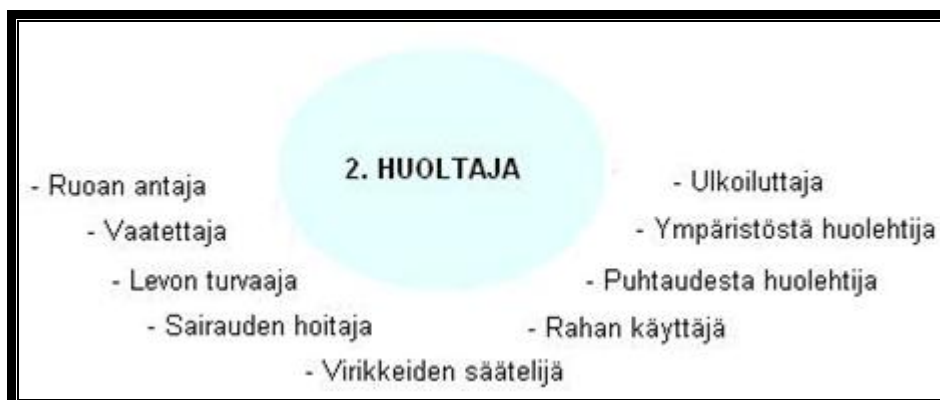 2. HUOLTAJA
- Ruoan antaja
- Vaatettaja
- Levon turvaaja
- Sairauden hoitaja
- Virikkeiden säätelijä
- Ulkoiluttaja
- Ympäristöstä huolehtija
- Puhtaudesta huolehtija
- Rahan käyttäjä